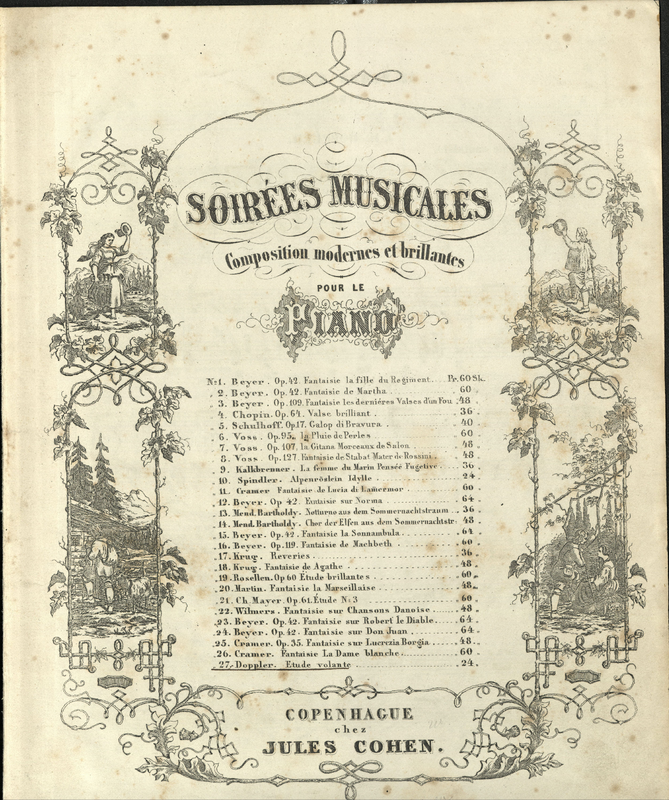 SOIRÉES MUSICALES
Composition modernes et brillantes
POUR LE
PIANO
No 1. Beyer. Op. 42. Fantaisie la fille du Regiment.... Pr. 60 Sk.
„ 2. Beyer. Op. 42. Fantaisie de Martha......... 60 „
„ 3. Beyer. Op. 109. Fantaisie les derniéres Valses d'un Fou „ 48 „
„ 4. Chopin. Op. 64. Valse brilliant............ 36 „
„ 5. Schulhoff. Op. 17. Galop di Bravura.......... 40
„ 6. Voss. Op. 95. la Pluie de Perles........... 60
„ 7. Voss. Op. 107. la Gitana Morceaux de Salon... 48
„ 8. Voss. Op. 127. Fantaisie de Stabat Mater de Rossini. 48
„ 9. Kalkbrenner. La femme du Marin Penseé Fugetive. 36
„ 10. Spindler. Alpenröslein Idylle.......... 24 „
„ 11. Cramer Fantaisie de Lucia di Lamermor........ 60
„ 12. Beyer. Op. 42. Fantaisie sur Norma........ 64 „
„ 13. Mend. Bartholdy. Notturno aus dem Sommernachtstraum... 36 „
„ 14. Mend. Bartholdy. Chor der Elfen aus dem Sommernachtstr. 48 „
„ 15. Beyer. Op. 42. Fantaisie la Sonnambula....... 64 „
„ 16. Beyer. Op. 119. Fantaisie de Machbeth...... 60 „
„ 17. Krug. Reveries.......... 36 „
„ 18. Krug. Fantaisie de Agathe........ 48 „
„ 19. Rosellen. Op 60 Étude brillantes........ 60 „
„ 20. Martin. Fantaisie la Marseillaise....... 48 „
„ 21. Ch. Mayer. Op. 61. Étude No 3....... 60 „
„ 22. Wilmers. Fantaisie sur Chansons Danoise..... 48 „
„ 23. Beyer. Op. 42. Fantaisie sur Robert le Diable.... 64 „
„ 24. Beyer. Op. 42. Fantaisie sur Don Juan..... 64 „
„ 25. Cramer. Op. 35. Fantaisie sur Lucrezia Borgia..... 48 „
„ 26. Cramer. Fantaisie La Dame blanche...... 60 „
„ 27. Doppler. Etude volante........ 24 „
COPENHAGUE
chez
JULES COHEN.